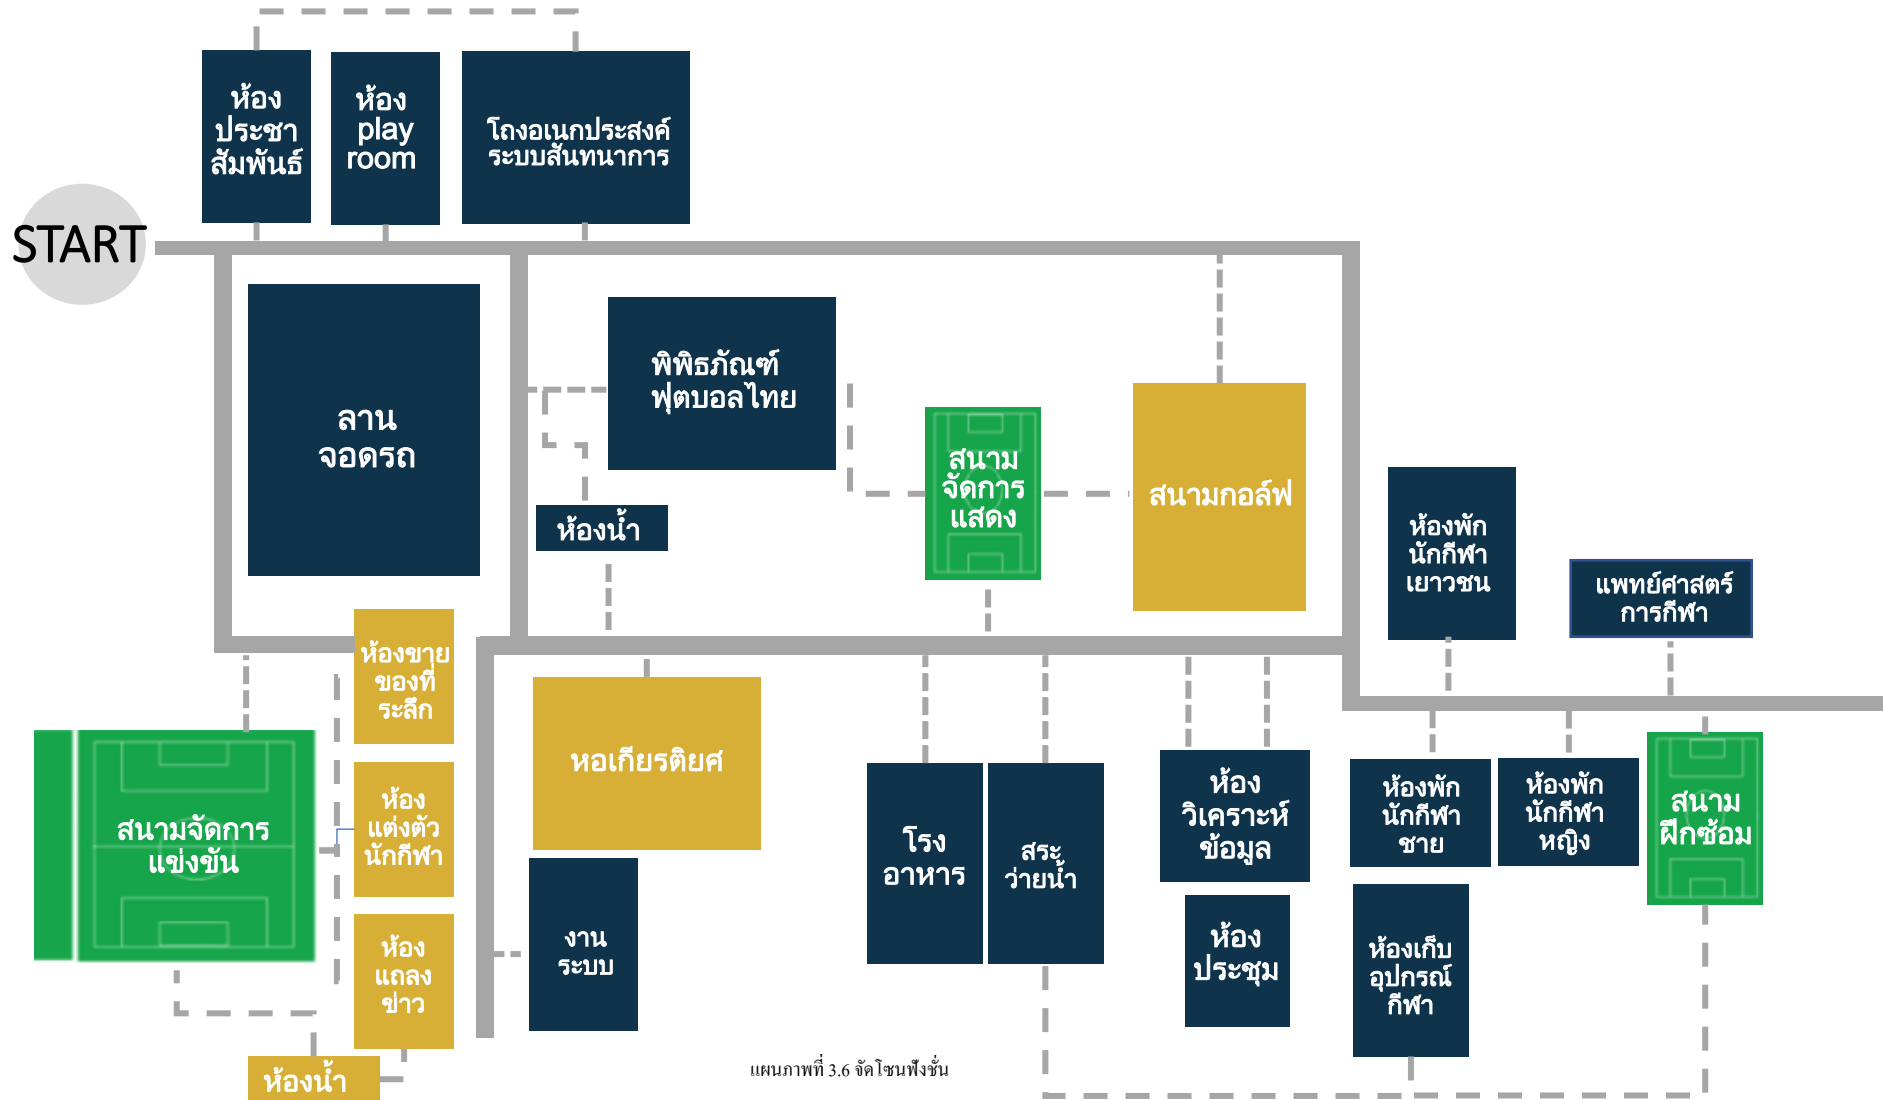 ห้อง
ประชา
สัมพันธ์
ห้อง
play
room
โถงอเนกประสงค์
ระบบสันทนาการ
START
ลาน
จอดรถ
พิพิธภัณฑ์
ฟุตบอลไทย
สนาม
จัดการ
แสดง
สนามกอล์ฟ
ห้องน้ำ
ห้องพัก
นักกีฬา
เยาวชน
แพทย์ศาสตร์
การกีฬา
ห้องขาย
ของที่
ระลึก
หอเกียรติยศ
สนามจัดการ
แข่งขัน
ห้อง
แต่งตัว
นักกีฬา
โรง
อาหาร
สระ
ว่ายน้ำ
ห้อง
วิเคราะห์
ข้อมูล
ห้องพัก
นักกีฬา
ชาย
ห้องพัก
นักกีฬา
หญิง
สนาม
ฝึกซ้อม
ห้อง
แถลง
ข่าว
งาน
ระบบ
ห้อง
ประชุม
ห้องเก็บ
อุปกรณ์
กีฬา
ห้องน้ำ
แผนภาพที่ 3.6 จัดโซนฟังชั่น